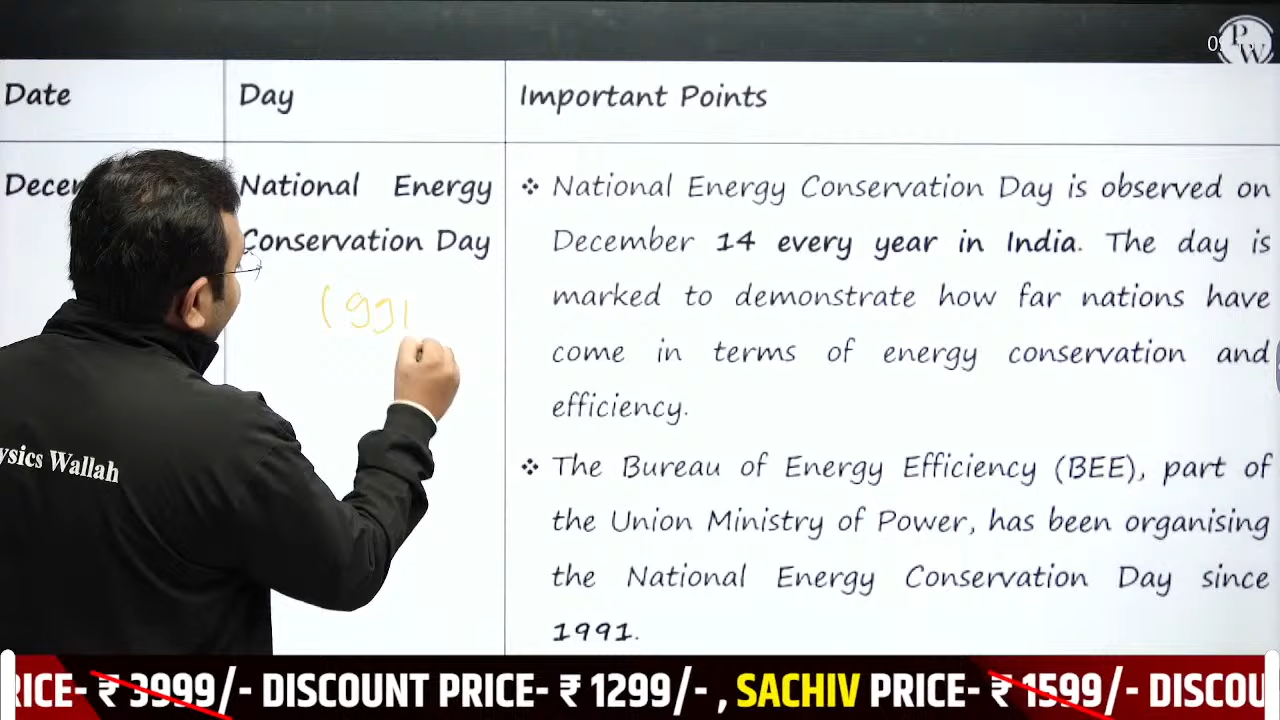 PW
Date Day Important Points
National Energy
Conservation Day
1991
❖ National Energy Conservation Day is observed on
December 14 every year in India. The day is
marked to demonstrate how far nations have
come in terms of energy conservation and
efficiency.
❖ The Bureau of Energy Efficiency (BEE), part of
the Union Ministry of Power, has been organising
the National Energy Conservation Day since
1991.
ysics Wallah
RICE- ₹ 3999/- DISCOUNT PRICE- ₹ 1299/- , SACHIV PRICE- ₹ 1599/- DISCOU